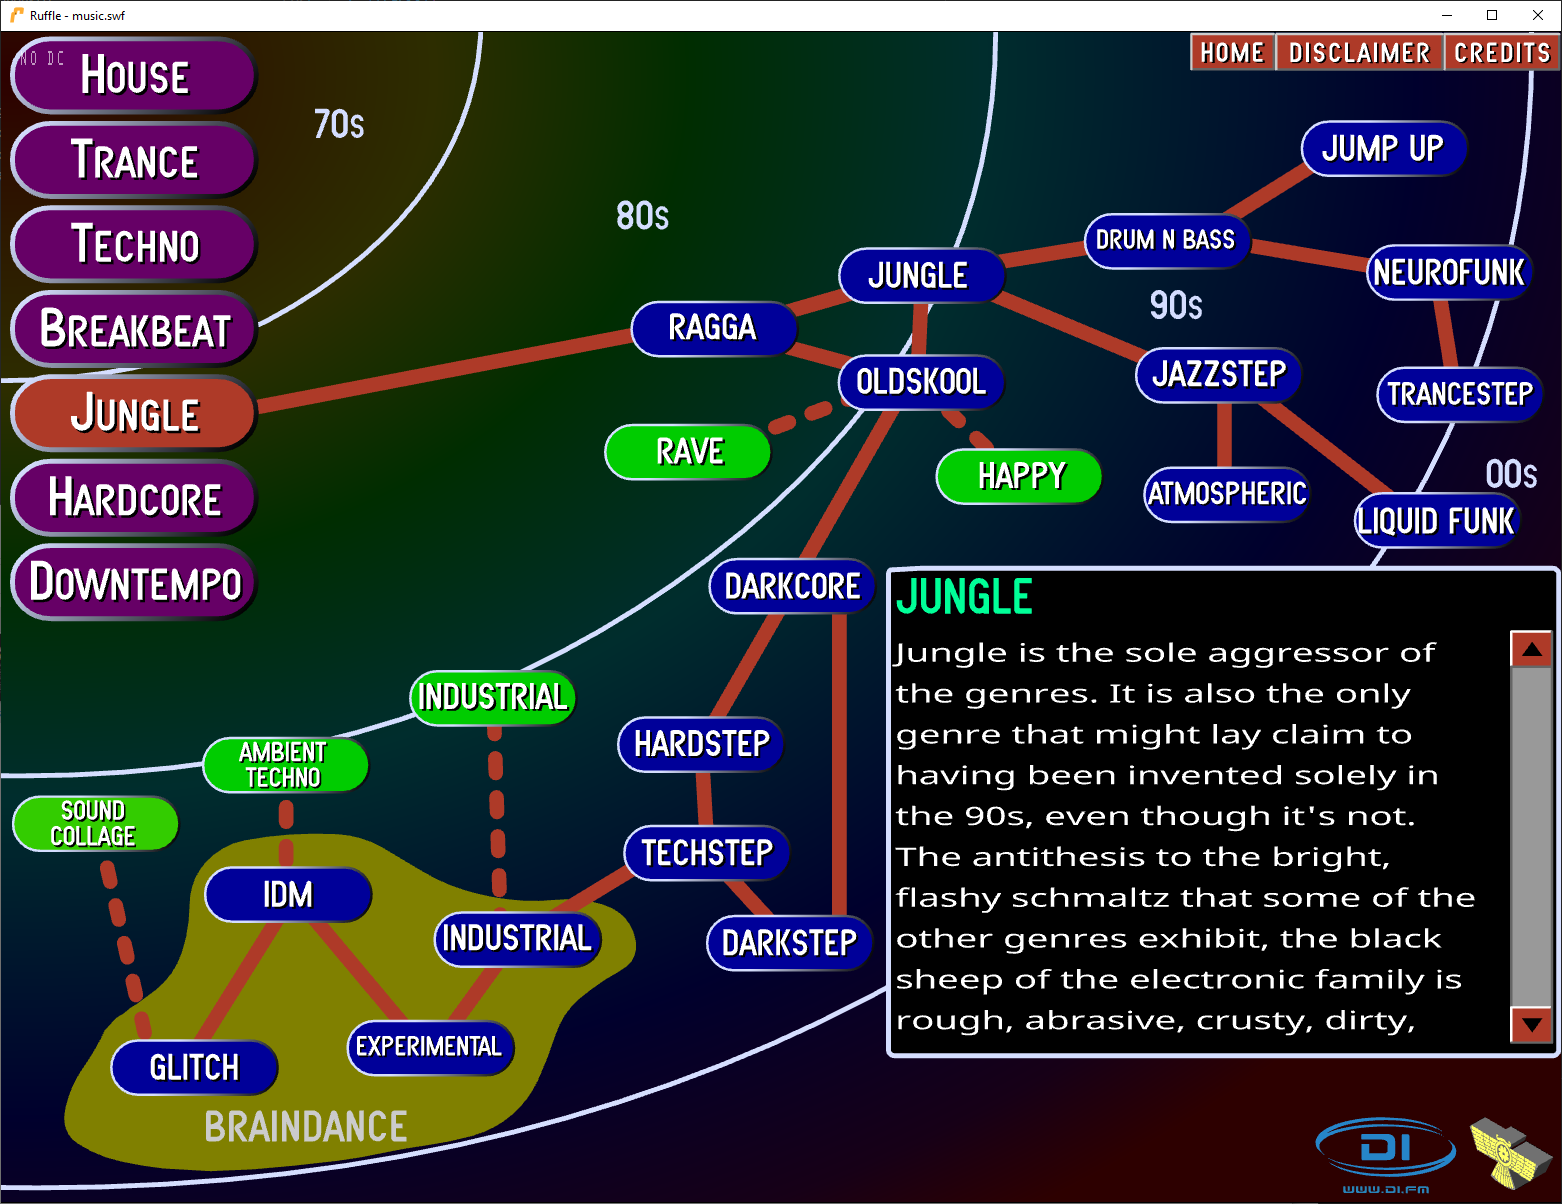 Ruffle - music.swf
NO DC
HOUSE
TRANCE
TECHNO
BREAKBEAT
JUNGLE
HARDCORE
DOWNTEMPO
HOME
DISCLAIMER
CREDITS
70s
80s
90s
00s
JUMP UP
DRUM N BASS
NEUROFUNK
JUNGLE
RAGGA
OLDSKOOL
JAZZSTEP
TRANCESTEP
RAVE
HAPPY
ATMOSPHERIC
LIQUID FUNK
DARKCORE
INDUSTRIAL
HARDSTEP
AMBIENT
TECHNO
SOUND
COLLAGE
TECHSTEP
IDM
INDUSTRIAL
DARKSTEP
EXPERIMENTAL
GLITCH
BRAINDANCE
JUNGLE
Jungle is the sole aggressor of
the genres. It is also the only
genre that might lay claim to
having been invented solely in
the 90s, even though it's not.
The antithesis to the bright,
flashy schmaltz that some of the
other genres exhibit, the black
sheep of the electronic family is
rough, abrasive, crusty, dirty,
DI
WWW.DI.FM